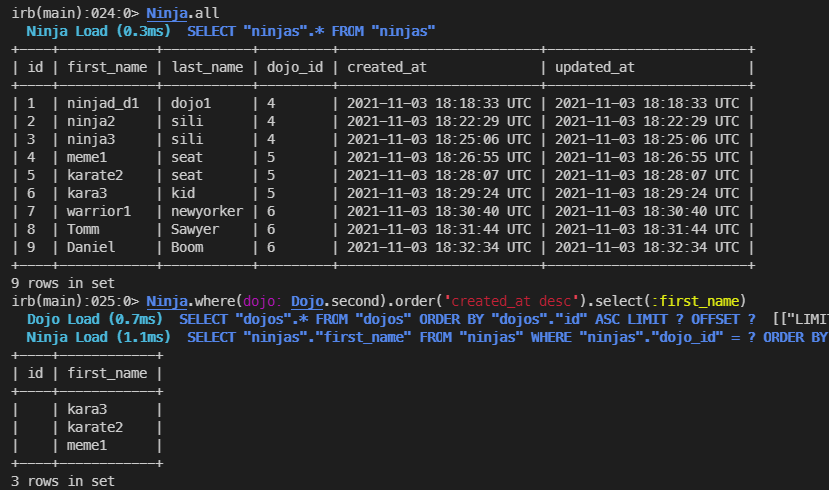 irb(main):024:0> Ninja.all
  Ninja Load (0.3ms)  SELECT "ninjas".* FROM "ninjas"
+----+------------+-----------+---------+-------------------------+-------------------------+
| id | first_name | last_name | dojo_id | created_at              | updated_at              |
+----+------------+-----------+---------+-------------------------+-------------------------+
| 1  | ninjad_d1  | dojo1     | 4       | 2021-11-03 18:18:33 UTC | 2021-11-03 18:18:33 UTC |
| 2  | ninja2     | sili      | 4       | 2021-11-03 18:22:29 UTC | 2021-11-03 18:22:29 UTC |
| 3  | ninja3     | sili      | 4       | 2021-11-03 18:25:06 UTC | 2021-11-03 18:25:06 UTC |
| 4  | meme1      | seat      | 5       | 2021-11-03 18:26:55 UTC | 2021-11-03 18:26:55 UTC |
| 5  | karate2    | seat      | 5       | 2021-11-03 18:28:07 UTC | 2021-11-03 18:28:07 UTC |
| 6  | kara3      | kid       | 5       | 2021-11-03 18:29:24 UTC | 2021-11-03 18:29:24 UTC |
| 7  | warrior1   | newyorker | 6       | 2021-11-03 18:30:40 UTC | 2021-11-03 18:30:40 UTC |
| 8  | Tomm       | Sawyer    | 6       | 2021-11-03 18:31:44 UTC | 2021-11-03 18:31:44 UTC |
| 9  | Daniel     | Boom      | 6       | 2021-11-03 18:32:34 UTC | 2021-11-03 18:32:34 UTC |
+----+------------+-----------+---------+-------------------------+-------------------------+
9 rows in set
irb(main):025:0> Ninja.where(dojo: Dojo.second).order('created_at desc').select(:first_name)
  Dojo Load (0.7ms)  SELECT "dojos".* FROM "dojos" ORDER BY "dojos"."id" ASC LIMIT ? OFFSET ?  [["LIMI
  Ninja Load (1.1ms)  SELECT "ninjas"."first_name" FROM "ninjas" WHERE "ninjas"."dojo_id" = ? ORDER BY
+----+------------+
| id | first_name |
+----+------------+
|    | kara3      |
|    | karate2    |
|    | meme1      |
+----+------------+
3 rows in set